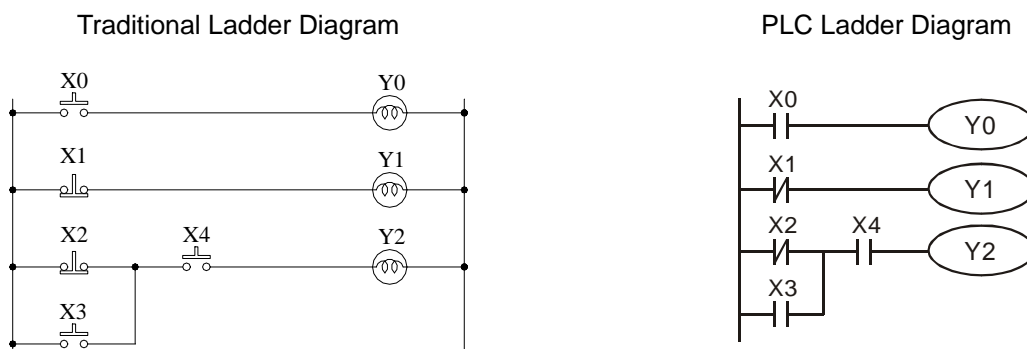 Traditional Ladder Diagram
X0 Y0
X1 Y1
X2 X4 Y2
X3
PLC Ladder Diagram
X0
Y0
X1
Y1
X2 X4
Y2
X3